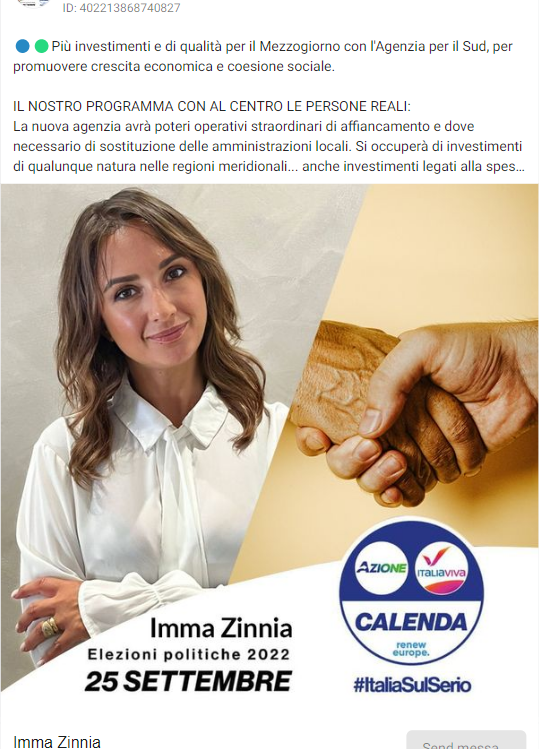 ID: 402213868740827
🔵🟢Più investimenti e di qualità per il Mezzogiorno con l'Agenzia per il Sud, per
promuovere crescita economica e coesione sociale.
IL NOSTRO PROGRAMMA CON AL CENTRO LE PERSONE REALI:
La nuova agenzia avrà poteri operativi straordinari di affiancamento e dove
necessario di sostituzione delle amministrazioni locali. Si occuperà di investimenti
di qualunque natura nelle regioni meridionali... anche investimenti legati alla spes...
AZIONE
ITALIAVIVA
CALENDA
renew
europe.
Imma Zinnia
Elezioni politiche 2022
25 SETTEMBRE
#ItaliaSulSerio
Imma Zinnia
Send messa